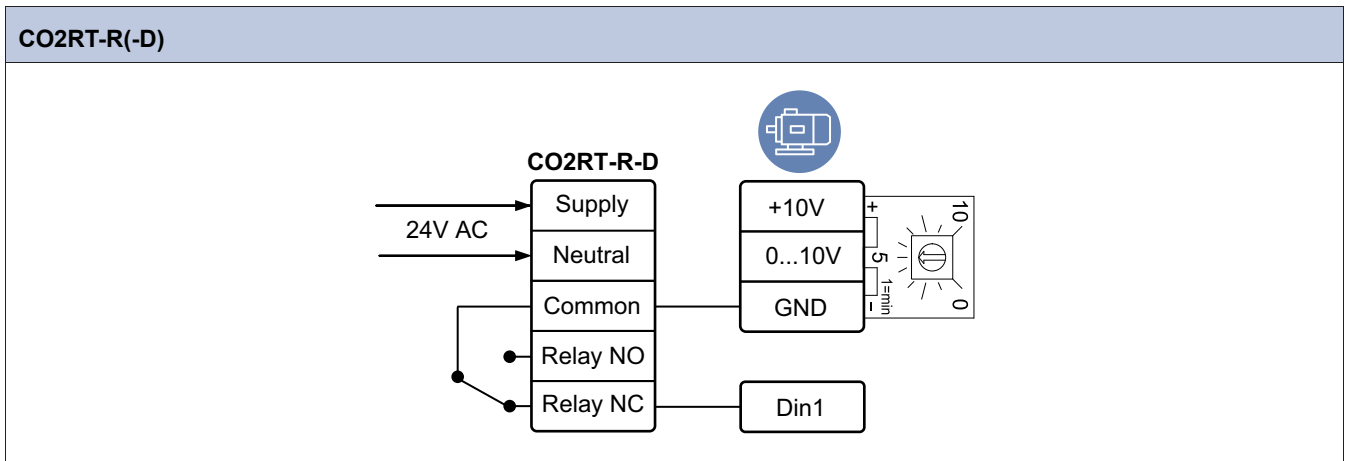 CO2RT-R(-D)
CO2RT-R-D
24V AC
Supply
Neutral
Common
Relay NO
Relay NC
+10V
0...10V
GND
Din1
+
-
10
5
1=min
0